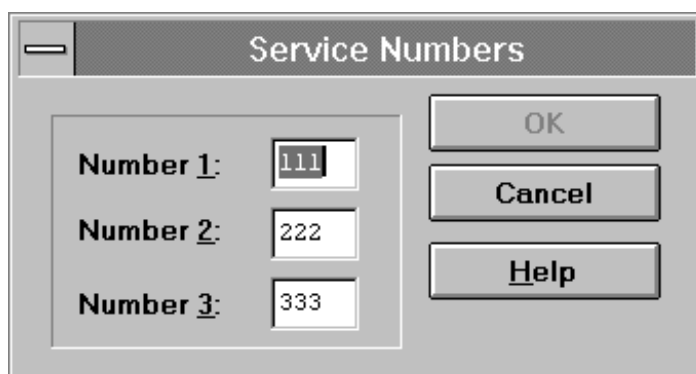 Service Numbers
Number 1: 111
Number 2: 222
Number 3: 333
OK
Cancel
Help